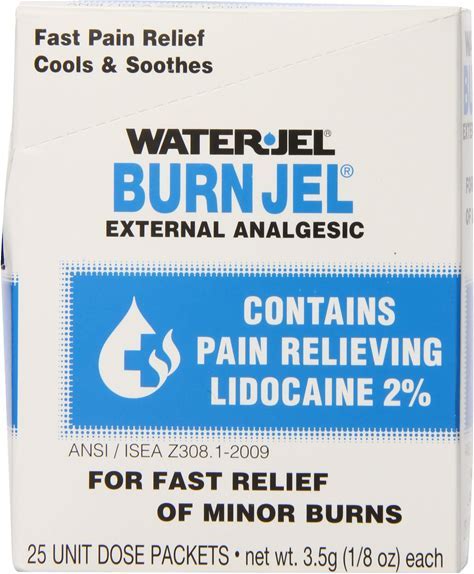 Fast Pain Relief
Cools & Soothes
WATER•JEL®
BURN JEL®
EXTERNAL ANALGESIC
CONTAINS
PAIN RELIEVING
LIDOCAINE 2%
ANSI / ISEA Z308.1-2009
FOR FAST RELIEF
OF MINOR BURNS
25 UNIT DOSE PACKETS • net wt. 3.5g (1/8 oz) each